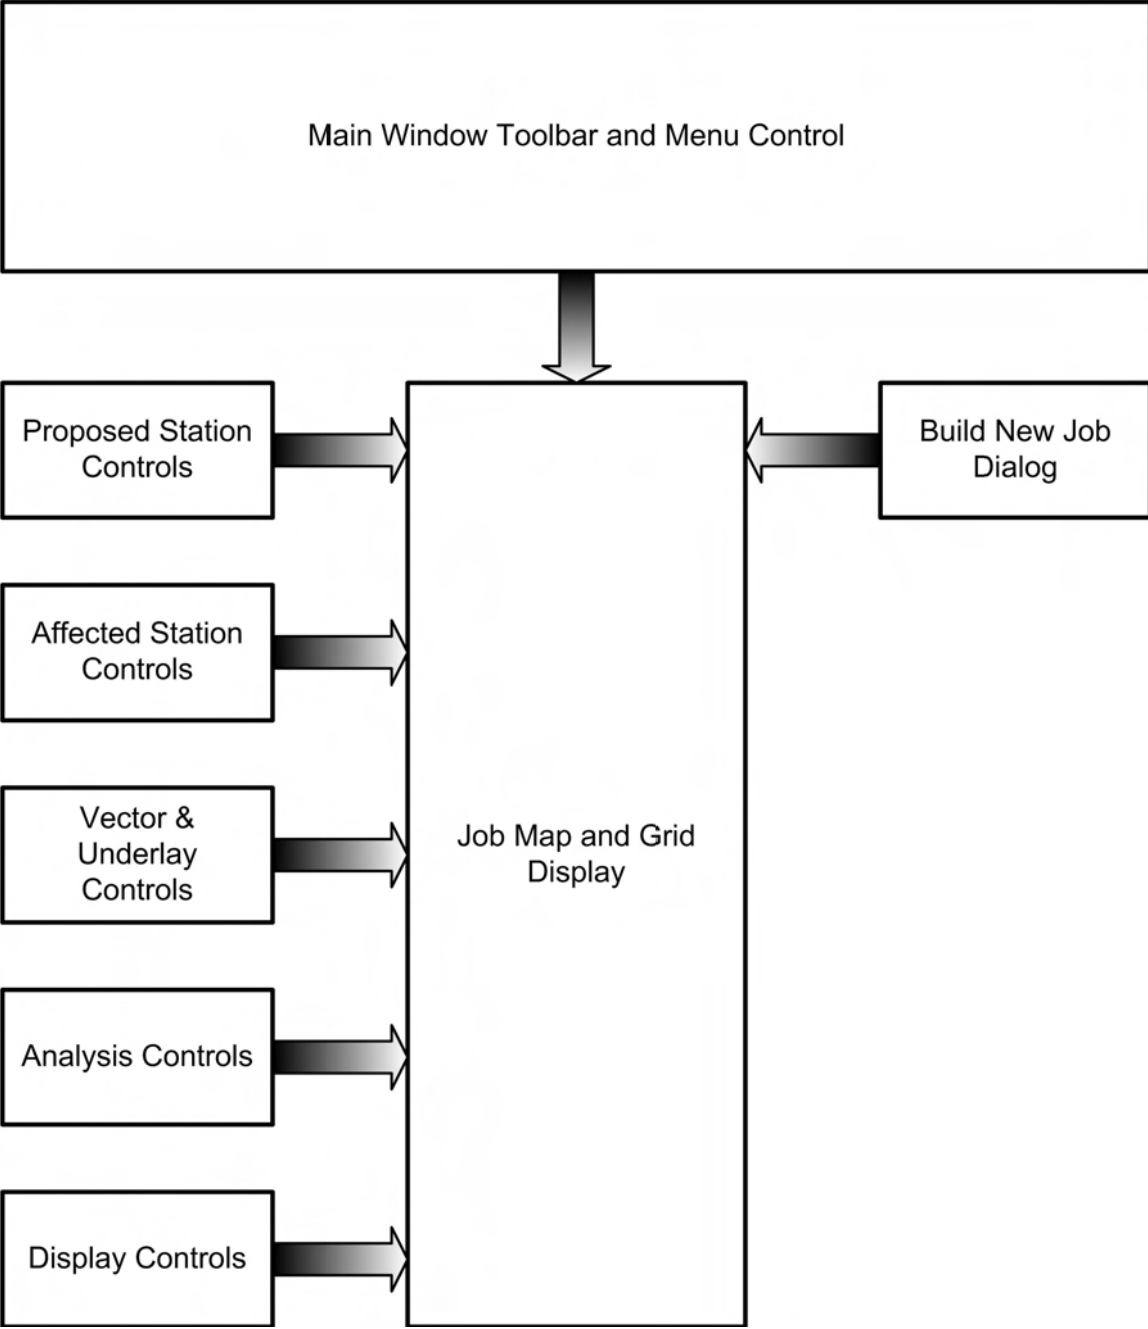 Main Window Toolbar and Menu Control
Proposed Station
Controls
Build New Job
Dialog
Affected Station
Controls
Vector &
Underlay
Controls
Job Map and Grid
Display
Analysis Controls
Display Controls